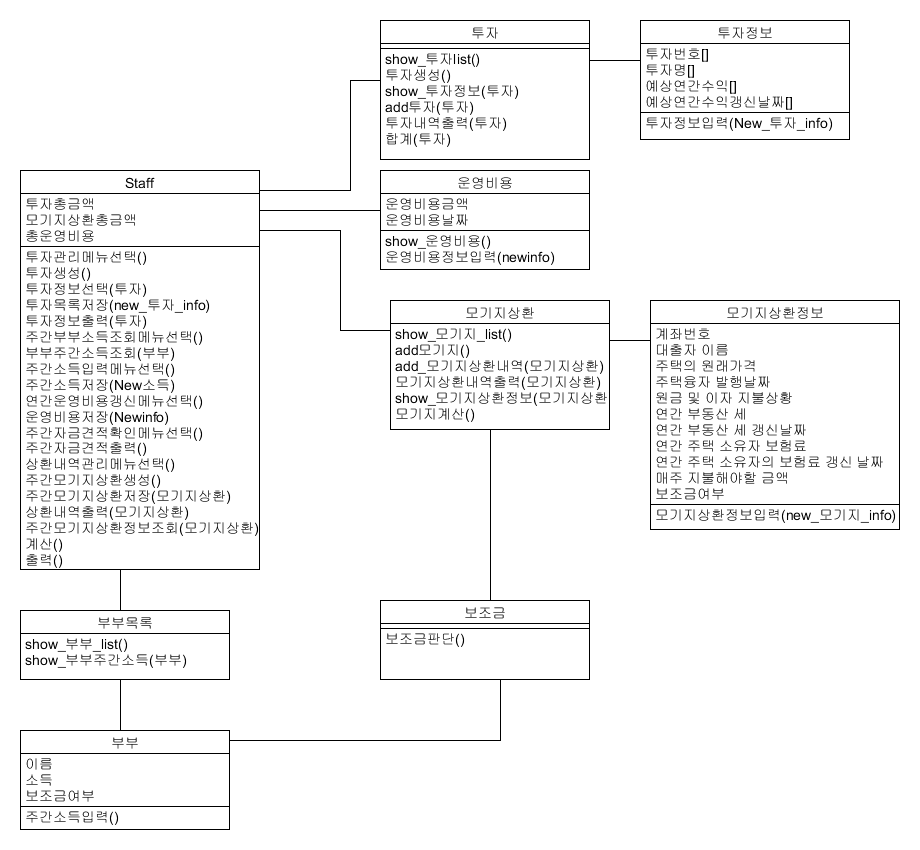 투자
show_투자list()
투자생성()
show_투자정보(투자)
add투자(투자)
투자내역출력(투자)
합계(투자)
투자정보
투자번호[]
투자명[]
예상연간수익[]
예상연간수익갱신날짜[]
투자정보입력(New_투자_info)
Staff
투자총금액
모기지상환총금액
총운영비용
투자관리메뉴선택()
투자생성()
투자정보선택(투자)
투자목록저장(new_투자_info)
투자정보출력(투자)
주간부부소득조회메뉴선택()
부부주간소득조회(부부)
주간소득입력메뉴선택()
주간소득저장(New소득)
연간운영비용갱신메뉴선택()
운영비용저장(Newinfo)
주간자금견적확인메뉴선택()
주간자금견적출력()
상환내역관리메뉴선택()
주간모기지상환생성()
주간모기지상환저장(모기지상환)
상환내역출력(모기지상환)
주간모기지상환정보조회(모기지상환)
계산()
출력()
운영비용
운영비용금액
운영비용날짜
show_운영비용()
운영비용정보입력(newinfo)
모기지상환
show_모기지_list()
add모기지()
add_모기지상환내역(모기지상환)
모기지상환내역출력(모기지상환)
show_모기지상환정보(모기지상환
모기지계산()
모기지상환정보
계좌번호
대출자 이름
주택의 원래가격
주택융자 발행날짜
원금 및 이자 지불상황
연간 부동산 세
연간 부동산 세 갱신날짜
연간 주택 소유자 보험료
연간 주택 소유자의 보험료 갱신 날짜
매주 지불해야할 금액
보조금여부
모기지상환정보입력(new_모기지_info)
부부목록
show_부부_list()
show_부부주간소득(부부)
보조금
보조금판단()
부부
이름
소득
보조금여부
주간소득입력()